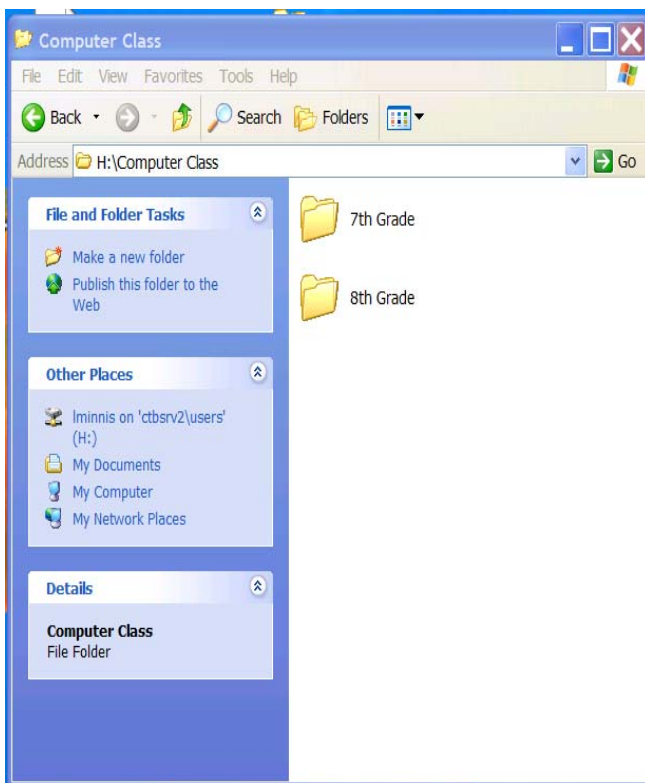 Computer Class
File Edit View Favorites Tools Help
Back Search Folders
Address H:\Computer Class Go
File and Folder Tasks
Make a new folder
Publish this folder to the
Web
Other Places
lminnis on 'ctbsrv2\users'
(H:)
My Documents
My Computer
My Network Places
Details
Computer Class
File Folder
7th Grade
8th Grade